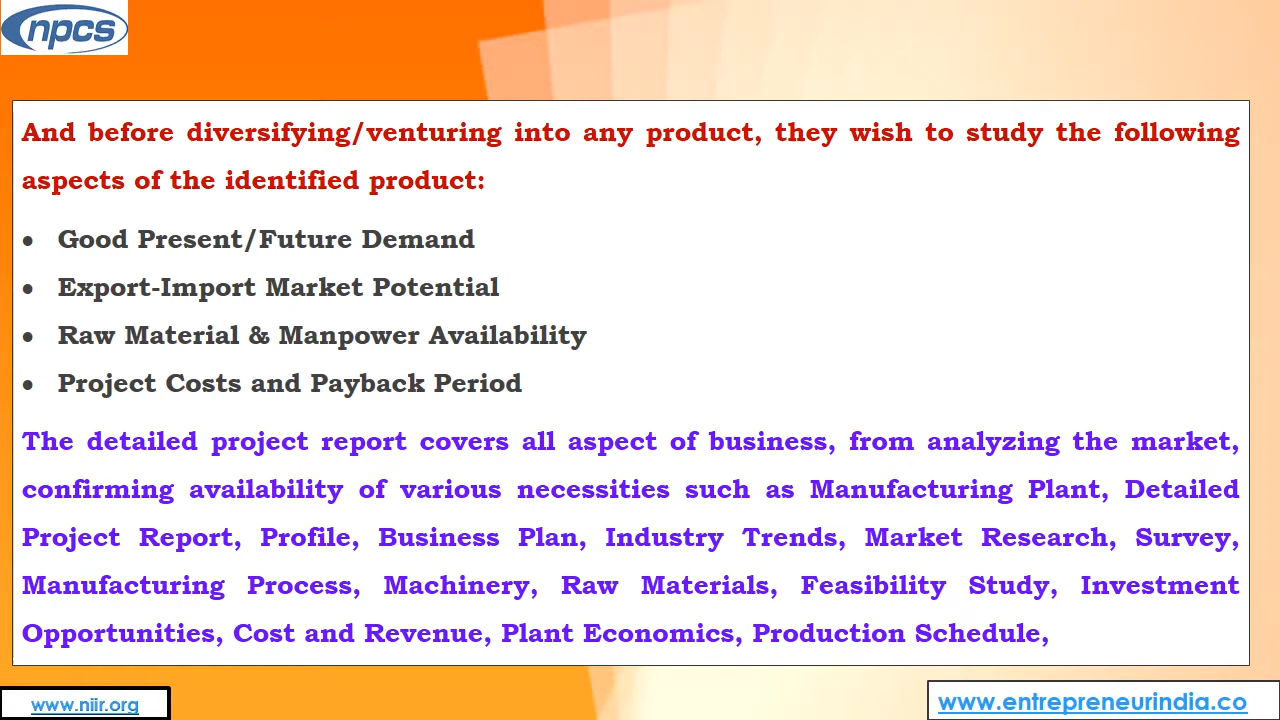 npcs
And before diversifying/venturing into any product, they wish to study the following
aspects of the identified product:
• Good Present/Future Demand
• Export-Import Market Potential
• Raw Material & Manpower Availability
• Project Costs and Payback Period
The detailed project report covers all aspect of business, from analyzing the market,
confirming availability of various necessities such as Manufacturing Plant, Detailed
Project Report, Profile, Business Plan, Industry Trends, Market Research, Survey,
Manufacturing Process, Machinery, Raw Materials, Feasibility Study, Investment
Opportunities, Cost and Revenue, Plant Economics, Production Schedule,
www.niir.org
www.entrepreneurindia.co